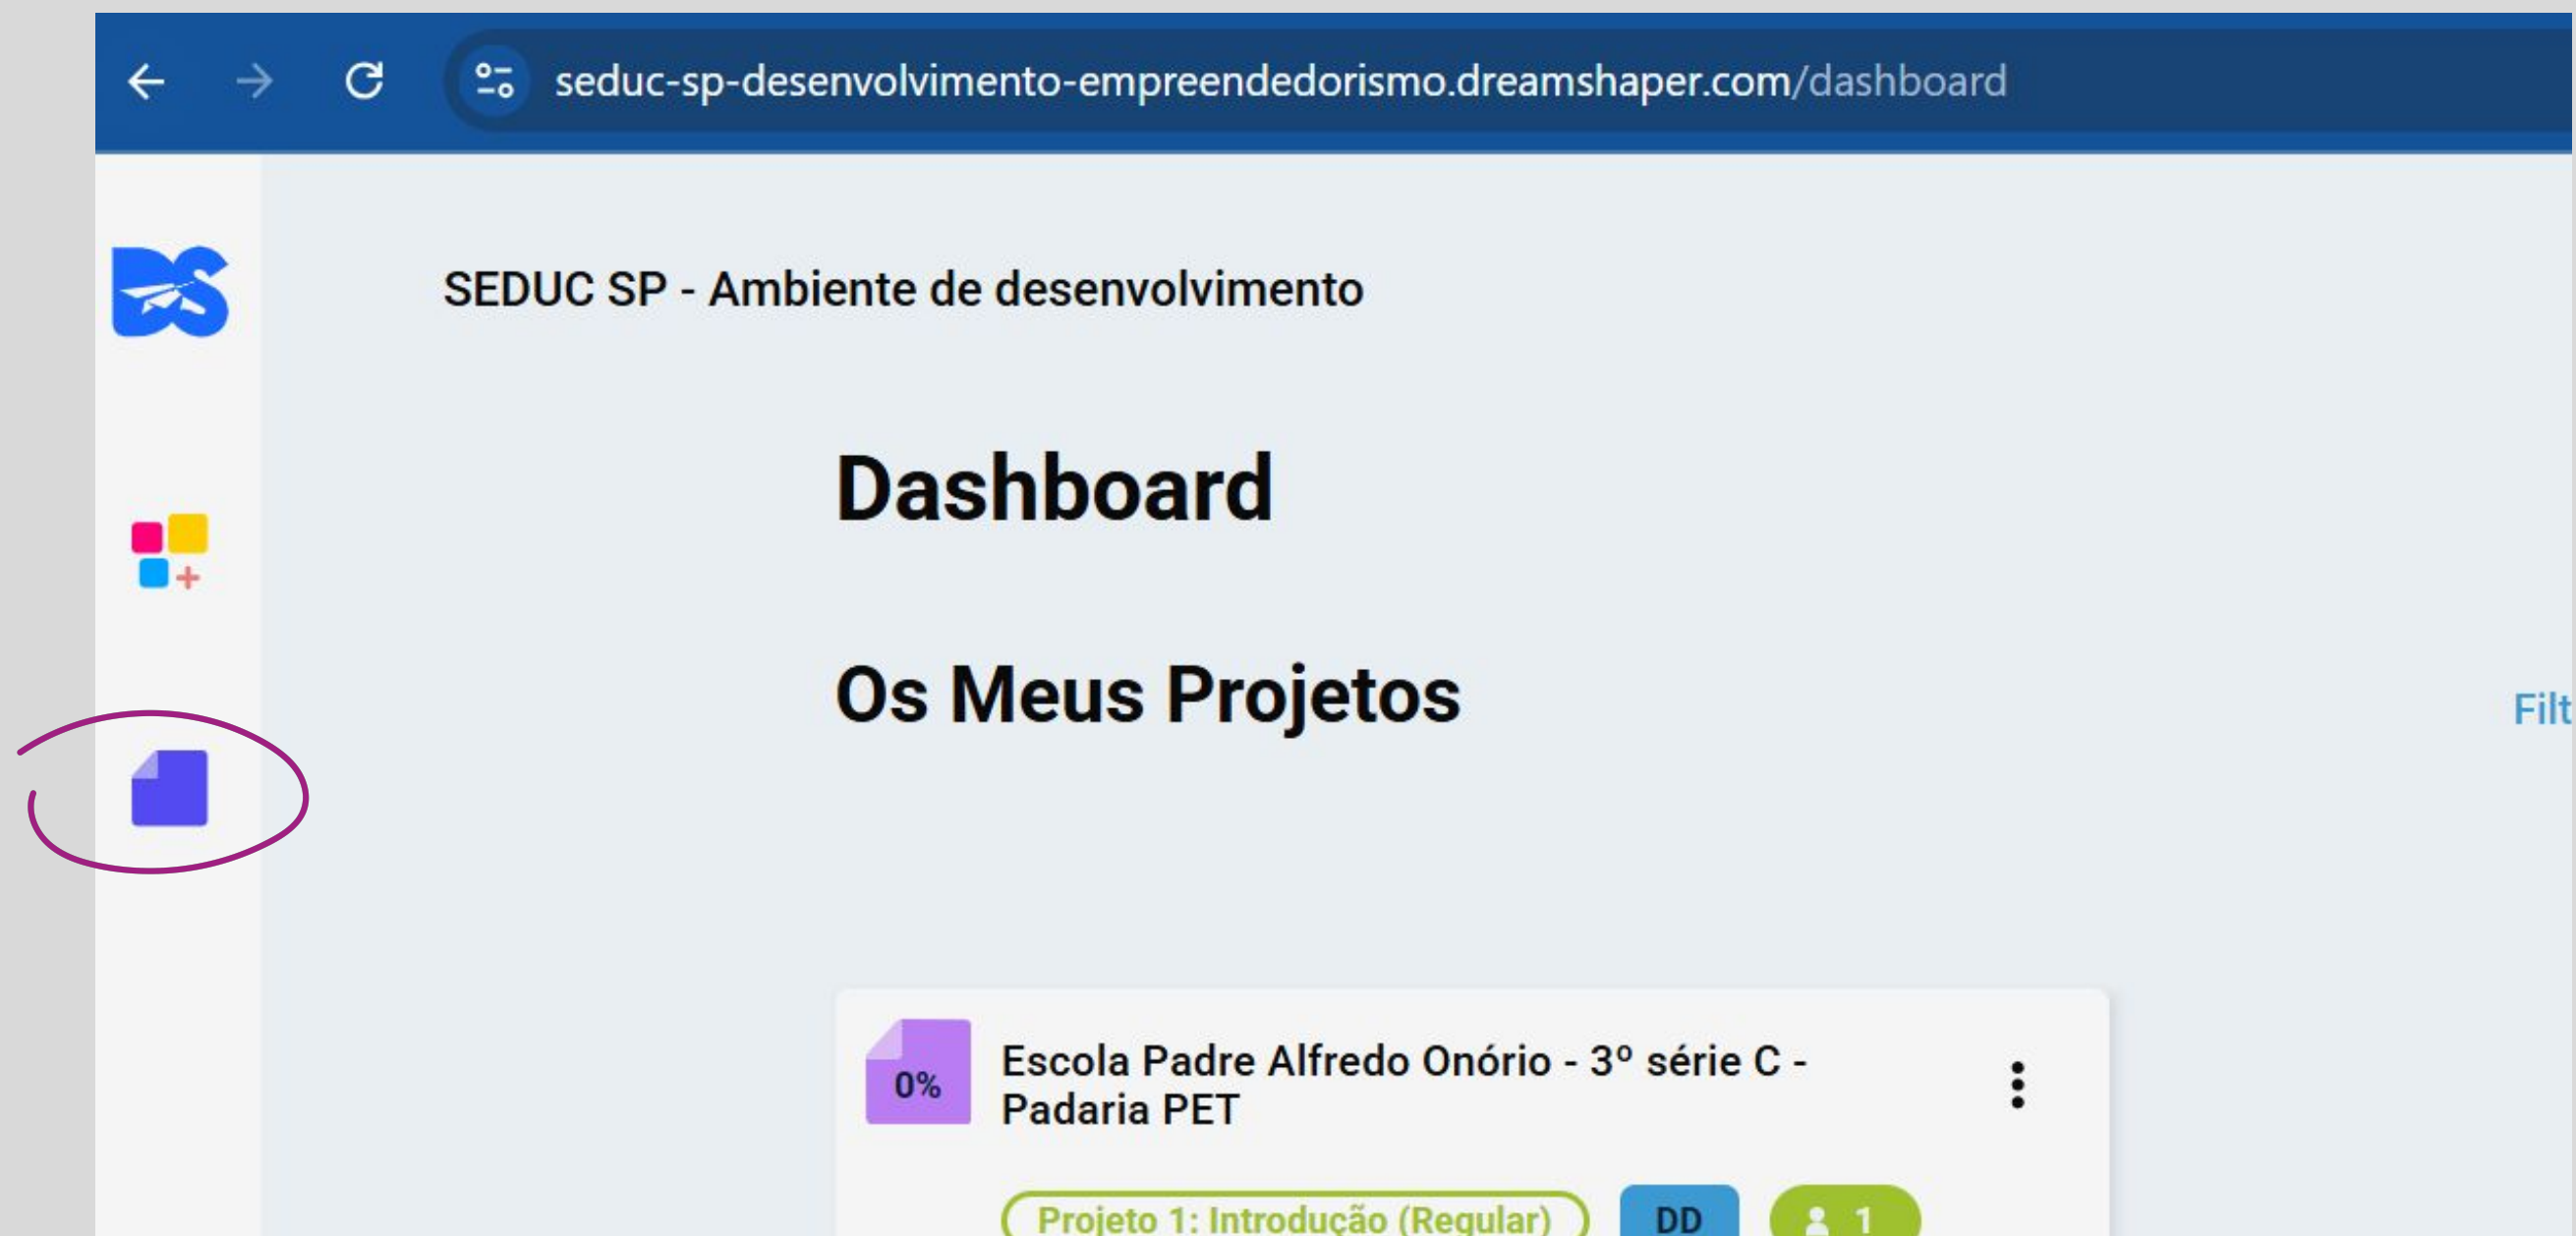 seduc-sp-desenvolvimento-empreendedorismo.dreamshaper.com/dashboard
DS
SEDUC SP - Ambiente de desenvolvimento
Dashboard
Os Meus Projetos
Filt
0%
Escola Padre Alfredo Onório - 3º série C -
Padaria PET
Projeto 1: Introdução (Regular)
DD
1